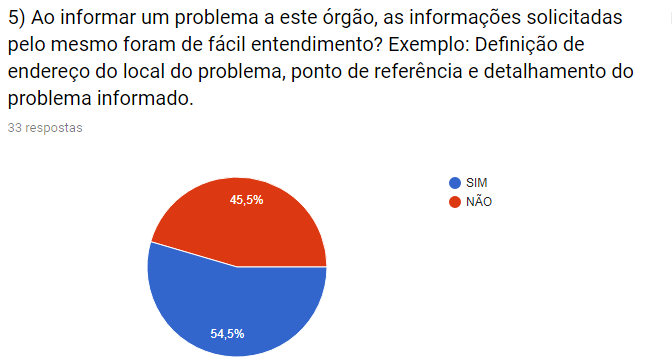 5) Ao informar um problema a este órgão, as informações solicitadas
pelo mesmo foram de fácil entendimento? Exemplo: Definição de
endereço do local do problema, ponto de referência e detalhamento do
problema informado.
33 respostas
SIM
NÃO
45,5%
54,5%